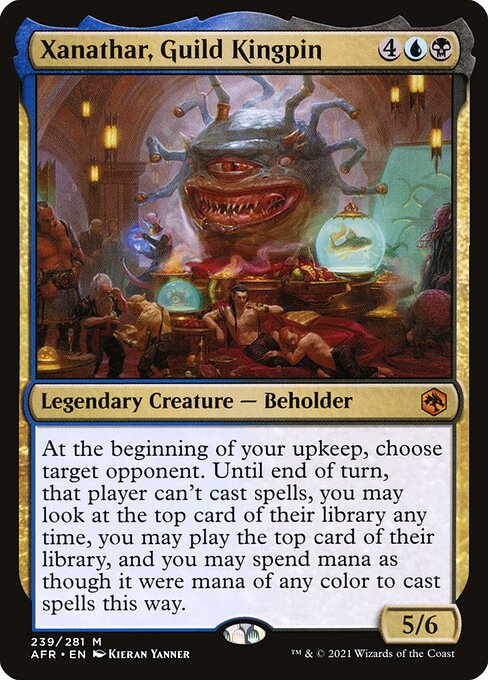 Xanathar, Guild Kingpin 4
Legendary Creature — Beholder
At the beginning of your upkeep, choose
target opponent. Until end of turn,
that player can't cast spells, you may
look at the top card of their library any
time, you may play the top card of their
library, and you may spend mana as
though it were mana of any color to cast
spells this way.
5/6
239/281 M
AFR • EN Kieran Yanner
™ & © 2021 Wizards of the Coast